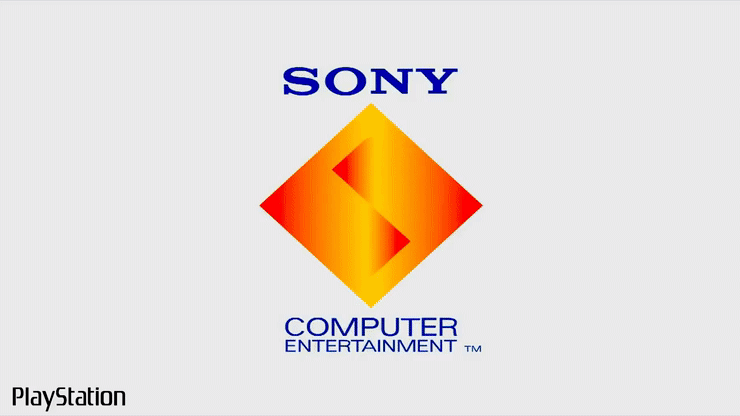 SONY
COMPUTER
ENTERTAINMENT ™
PlayStation